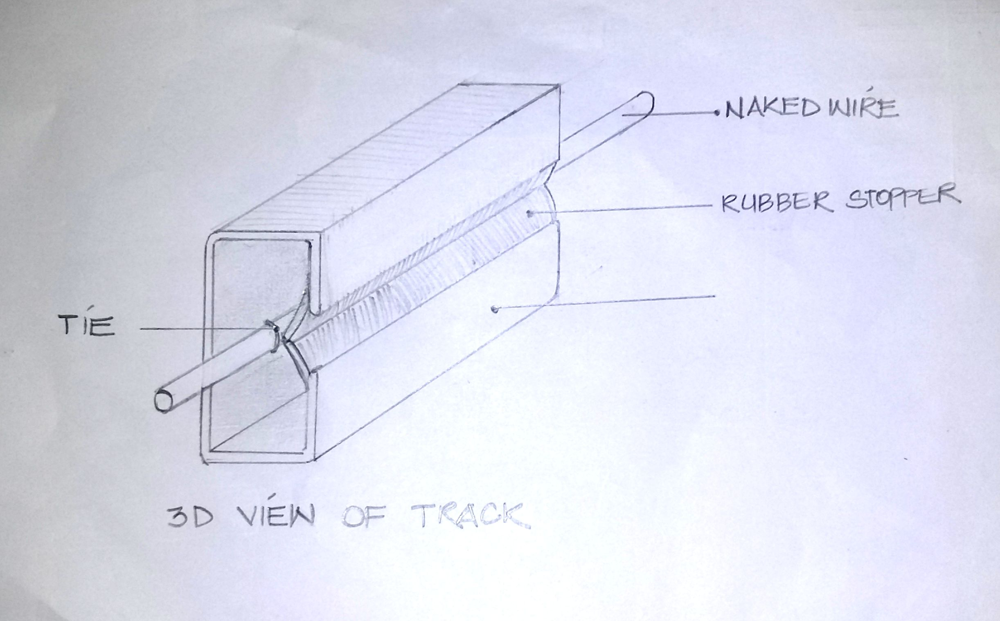 NAKED WIRE
RUBBER STOPPER
TIE
3D VIEW OF TRACK